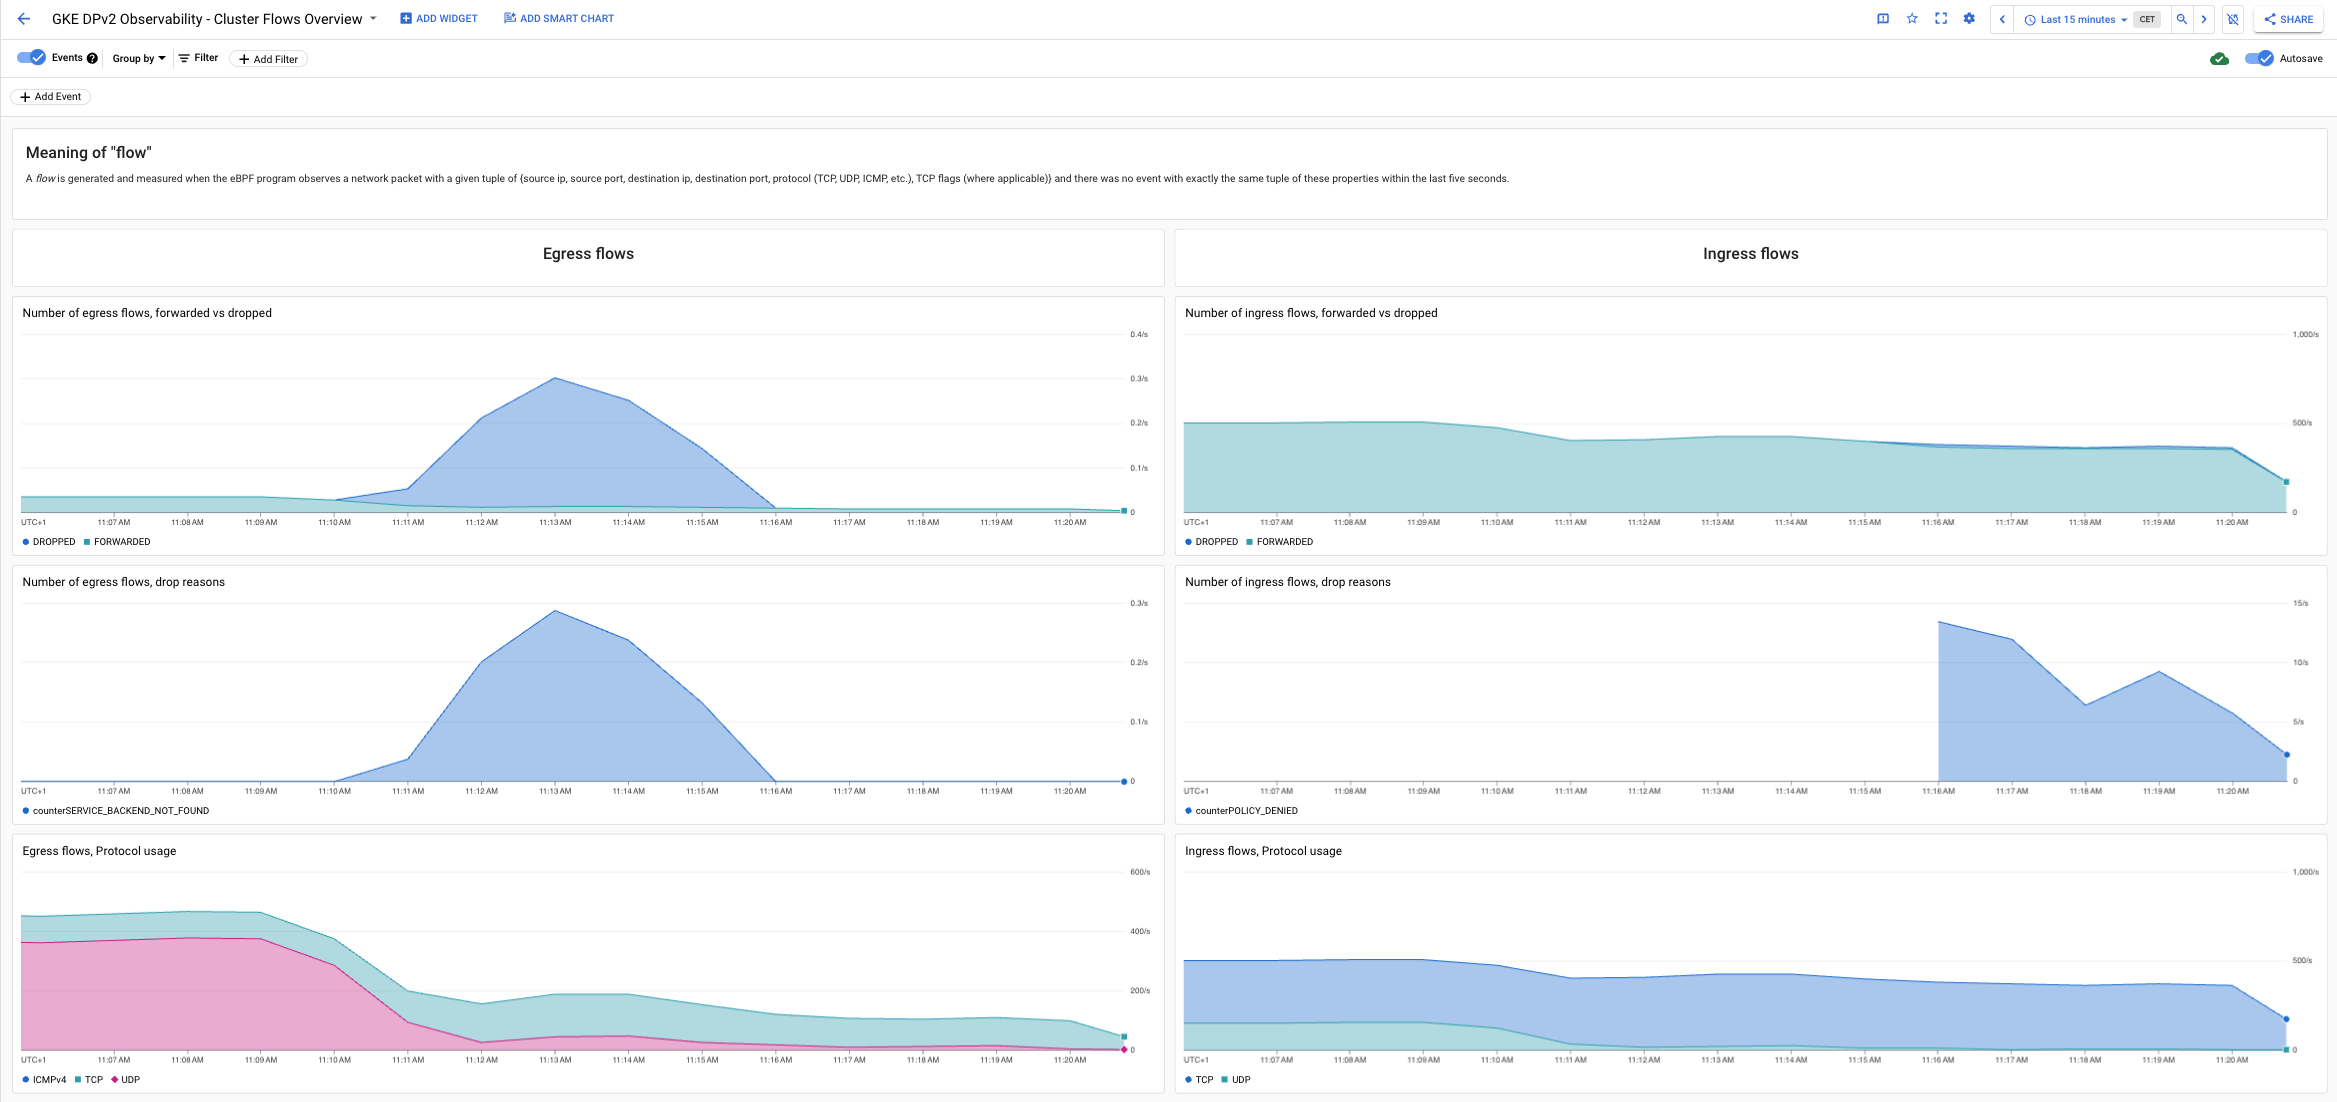 GKE DPv2 Observability - Cluster Flows Overview ADD WIDGET ADD SMART CHART Last 15 minutes CET SHARE
Events Group by Filter Add Filter Autosave
Add Event
Meaning of "flow"
A flow is generated and measured when the eBPF program observes a network packet with a given tuple of {source ip, source port, destination ip, destination port, protocol (TCP, UDP, ICMP, etc.), TCP flags (where applicable)} and there was no event with exactly the same tuple of these properties within the last five seconds.
Egress flows
Ingress flows
Number of egress flows, forwarded vs dropped
0.4/s
0.3/s
0.2/s
0.1/s
0
UTC+1 11:07 AM 11:08 AM 11:09 AM 11:10 AM 11:11 AM 11:12 AM 11:13 AM 11:14 AM 11:15 AM 11:16 AM 11:17 AM 11:18 AM 11:19 AM 11:20 AM
DROPPED FORWARDED
Number of ingress flows, forwarded vs dropped
1,000/s
500/s
0
UTC+1 11:07 AM 11:08 AM 11:09 AM 11:10 AM 11:11 AM 11:12 AM 11:13 AM 11:14 AM 11:15 AM 11:16 AM 11:17 AM 11:18 AM 11:19 AM 11:20 AM
DROPPED FORWARDED
Number of egress flows, drop reasons
0.3/s
0.2/s
0.1/s
0
UTC+1 11:07 AM 11:08 AM 11:09 AM 11:10 AM 11:11 AM 11:12 AM 11:13 AM 11:14 AM 11:15 AM 11:16 AM 11:17 AM 11:18 AM 11:19 AM 11:20 AM
counterSERVICE_BACKEND_NOT_FOUND
Number of ingress flows, drop reasons
15/s
10/s
5/s
0
UTC+1 11:07 AM 11:08 AM 11:09 AM 11:10 AM 11:11 AM 11:12 AM 11:13 AM 11:14 AM 11:15 AM 11:16 AM 11:17 AM 11:18 AM 11:19 AM 11:20 AM
counterPOLICY_DENIED
Egress flows, Protocol usage
600/s
400/s
200/s
0
UTC+1 11:07 AM 11:08 AM 11:09 AM 11:10 AM 11:11 AM 11:12 AM 11:13 AM 11:14 AM 11:15 AM 11:16 AM 11:17 AM 11:18 AM 11:19 AM 11:20 AM
ICMPv4 TCP UDP
Ingress flows, Protocol usage
1,000/s
500/s
0
UTC+1 11:07 AM 11:08 AM 11:09 AM 11:10 AM 11:11 AM 11:12 AM 11:13 AM 11:14 AM 11:15 AM 11:16 AM 11:17 AM 11:18 AM 11:19 AM 11:20 AM
TCP UDP